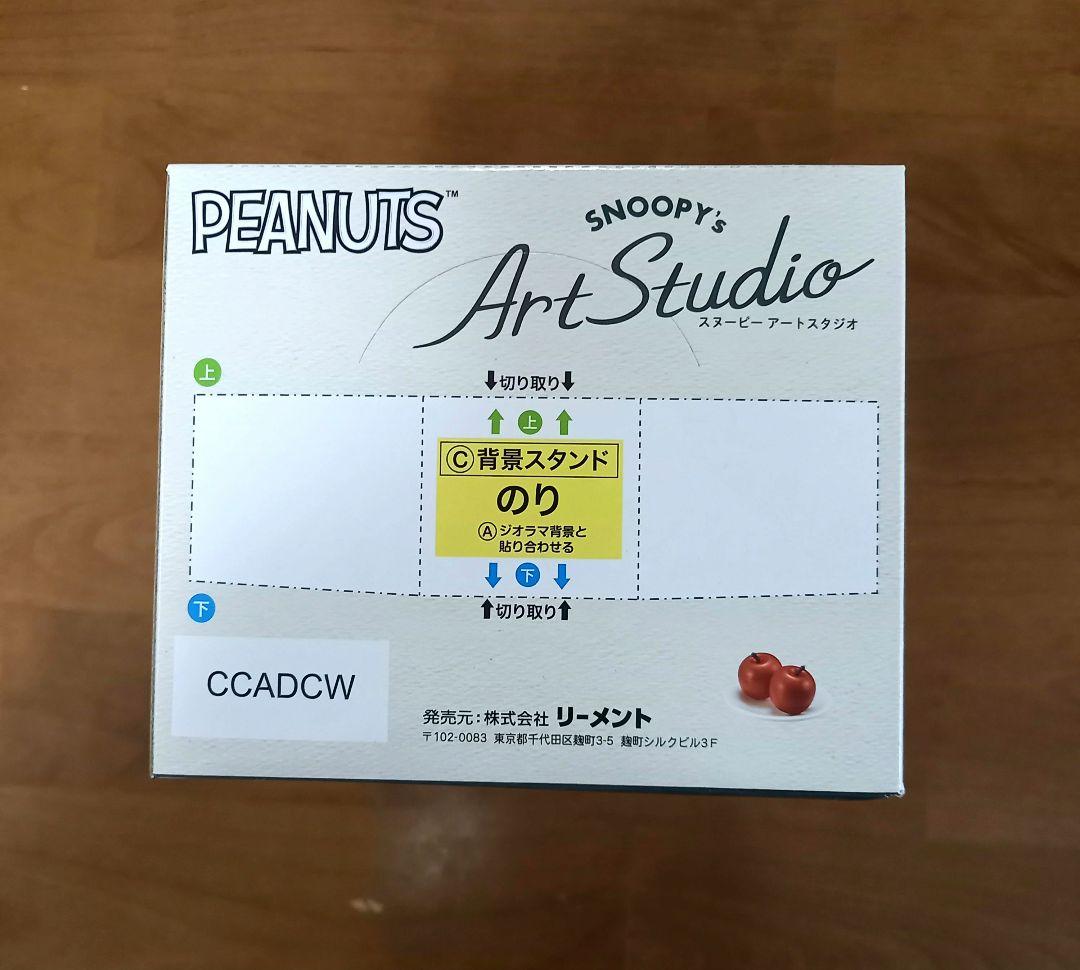 PEANUTS™
SNOOPY's
Art Studio
スヌーピー アートスタジオ
上
⬇切り取り⬇
⬆上⬆
Ⓒ背景スタンド
のり
Ⓐジオラマ背景と
貼り合わせる
⬇下⬇
下
⬆切り取り⬆
CCADCW
発売元:株式会社 リーメント
〒102-0083 東京都千代田区麹町3-5 麹町シルクビル3F